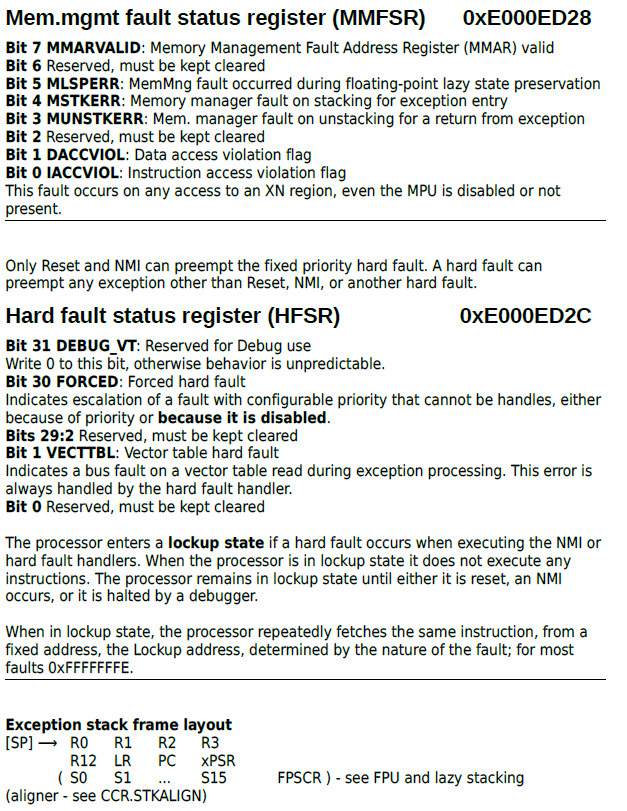 Mem.mgmt fault status register (MMFSR) 0xE000ED28
Bit 7 MMARVALID: Memory Management Fault Address Register (MMAR) valid
Bit 6 Reserved, must be kept cleared
Bit 5 MLSPERR: MemMng fault occurred during floating-point lazy state preservation
Bit 4 MSTKERR: Memory manager fault on stacking for exception entry
Bit 3 MUNSTKERR: Mem. manager fault on unstacking for a return from exception
Bit 2 Reserved, must be kept cleared
Bit 1 DACCVIOL: Data access violation flag
Bit 0 IACCVIOL: Instruction access violation flag
This fault occurs on any access to an XN region, even the MPU is disabled or not
present.
Only Reset and NMI can preempt the fixed priority hard fault. A hard fault can
preempt any exception other than Reset, NMI, or another hard fault.
Hard fault status register (HFSR) 0xE000ED2C
Bit 31 DEBUG_VT: Reserved for Debug use
Write 0 to this bit, otherwise behavior is unpredictable.
Bit 30 FORCED: Forced hard fault
Indicates escalation of a fault with configurable priority that cannot be handles, either
because of priority or because it is disabled.
Bits 29:2 Reserved, must be kept cleared
Bit 1 VECTTBL: Vector table hard fault
Indicates a bus fault on a vector table read during exception processing. This error is
always handled by the hard fault handler.
Bit 0 Reserved, must be kept cleared
The processor enters a lockup state if a hard fault occurs when executing the NMI or
hard fault handlers. When the processor is in lockup state it does not execute any
instructions. The processor remains in lockup state until either it is reset, an NMI
occurs, or it is halted by a debugger.
When in lockup state, the processor repeatedly fetches the same instruction, from a
fixed address, the Lockup address, determined by the nature of the fault; for most
faults 0xFFFFFFFE.
Exception stack frame layout
[SP] → R0 R1 R2 R3
R12 LR PC xPSR
( S0 S1 ... S15 FPSCR ) - see FPU and lazy stacking
(aligner - see CCR.STKALIGN)